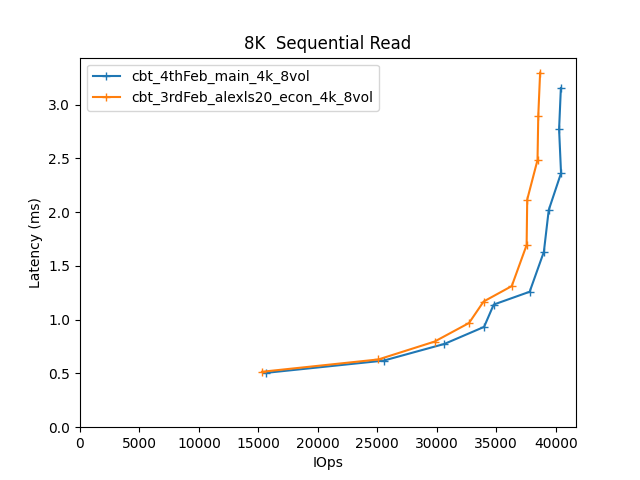 8K  Sequential Read
cbt_4thFeb_main_4k_8vol
cbt_3rdFeb_alexls20_econ_4k_8vol
Latency (ms)
3.0
2.5
2.0
1.5
1.0
0.5
0.0
0 5000 10000 15000 20000 25000 30000 35000 40000
IOps